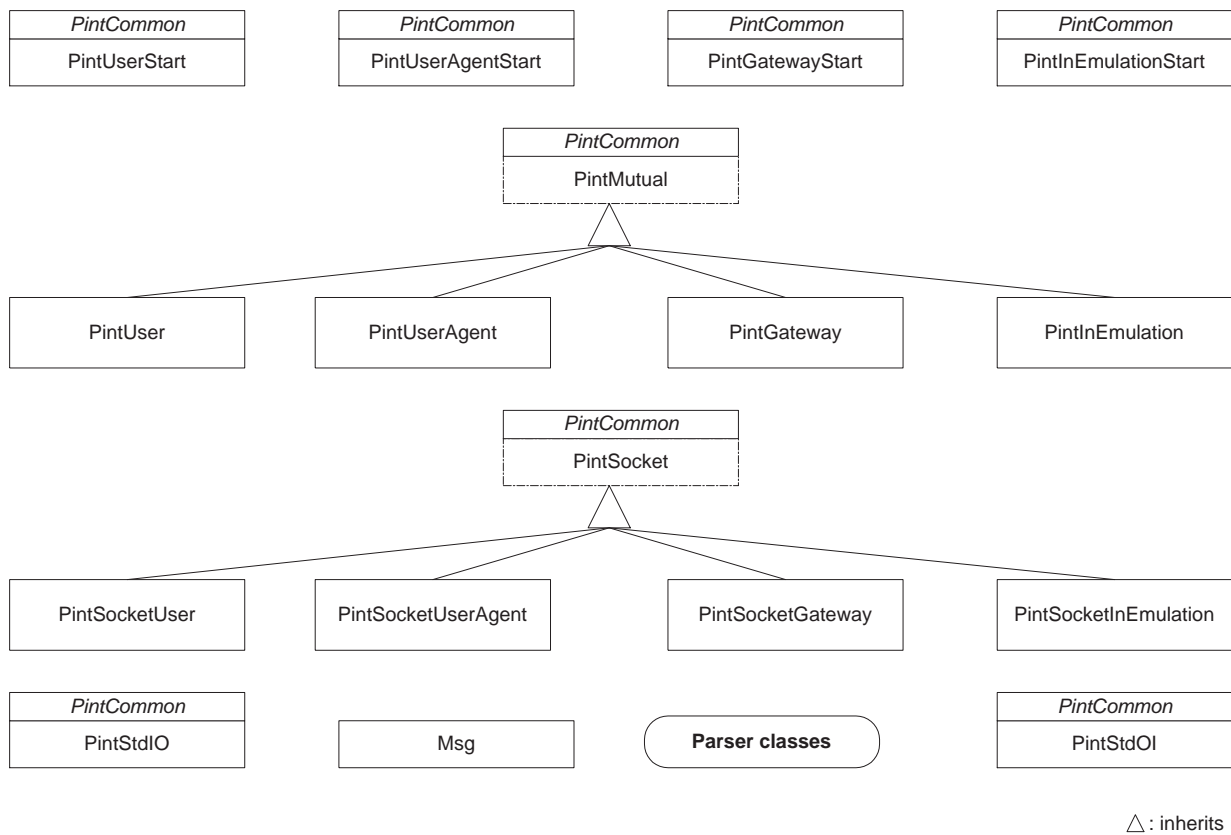 PintCommon
PintUserStart
PintCommon
PintUserAgentStart
PintCommon
PintGatewayStart
PintCommon
PintInEmulationStart
PintCommon
PintMutual
PintUser
PintUserAgent
PintGateway
PintInEmulation
PintCommon
PintSocket
PintSocketUser
PintSocketUserAgent
PintSocketGateway
PintSocketInEmulation
PintCommon
PintStdIO
Msg
Parser classes
PintCommon
PintStdOI
: inherits